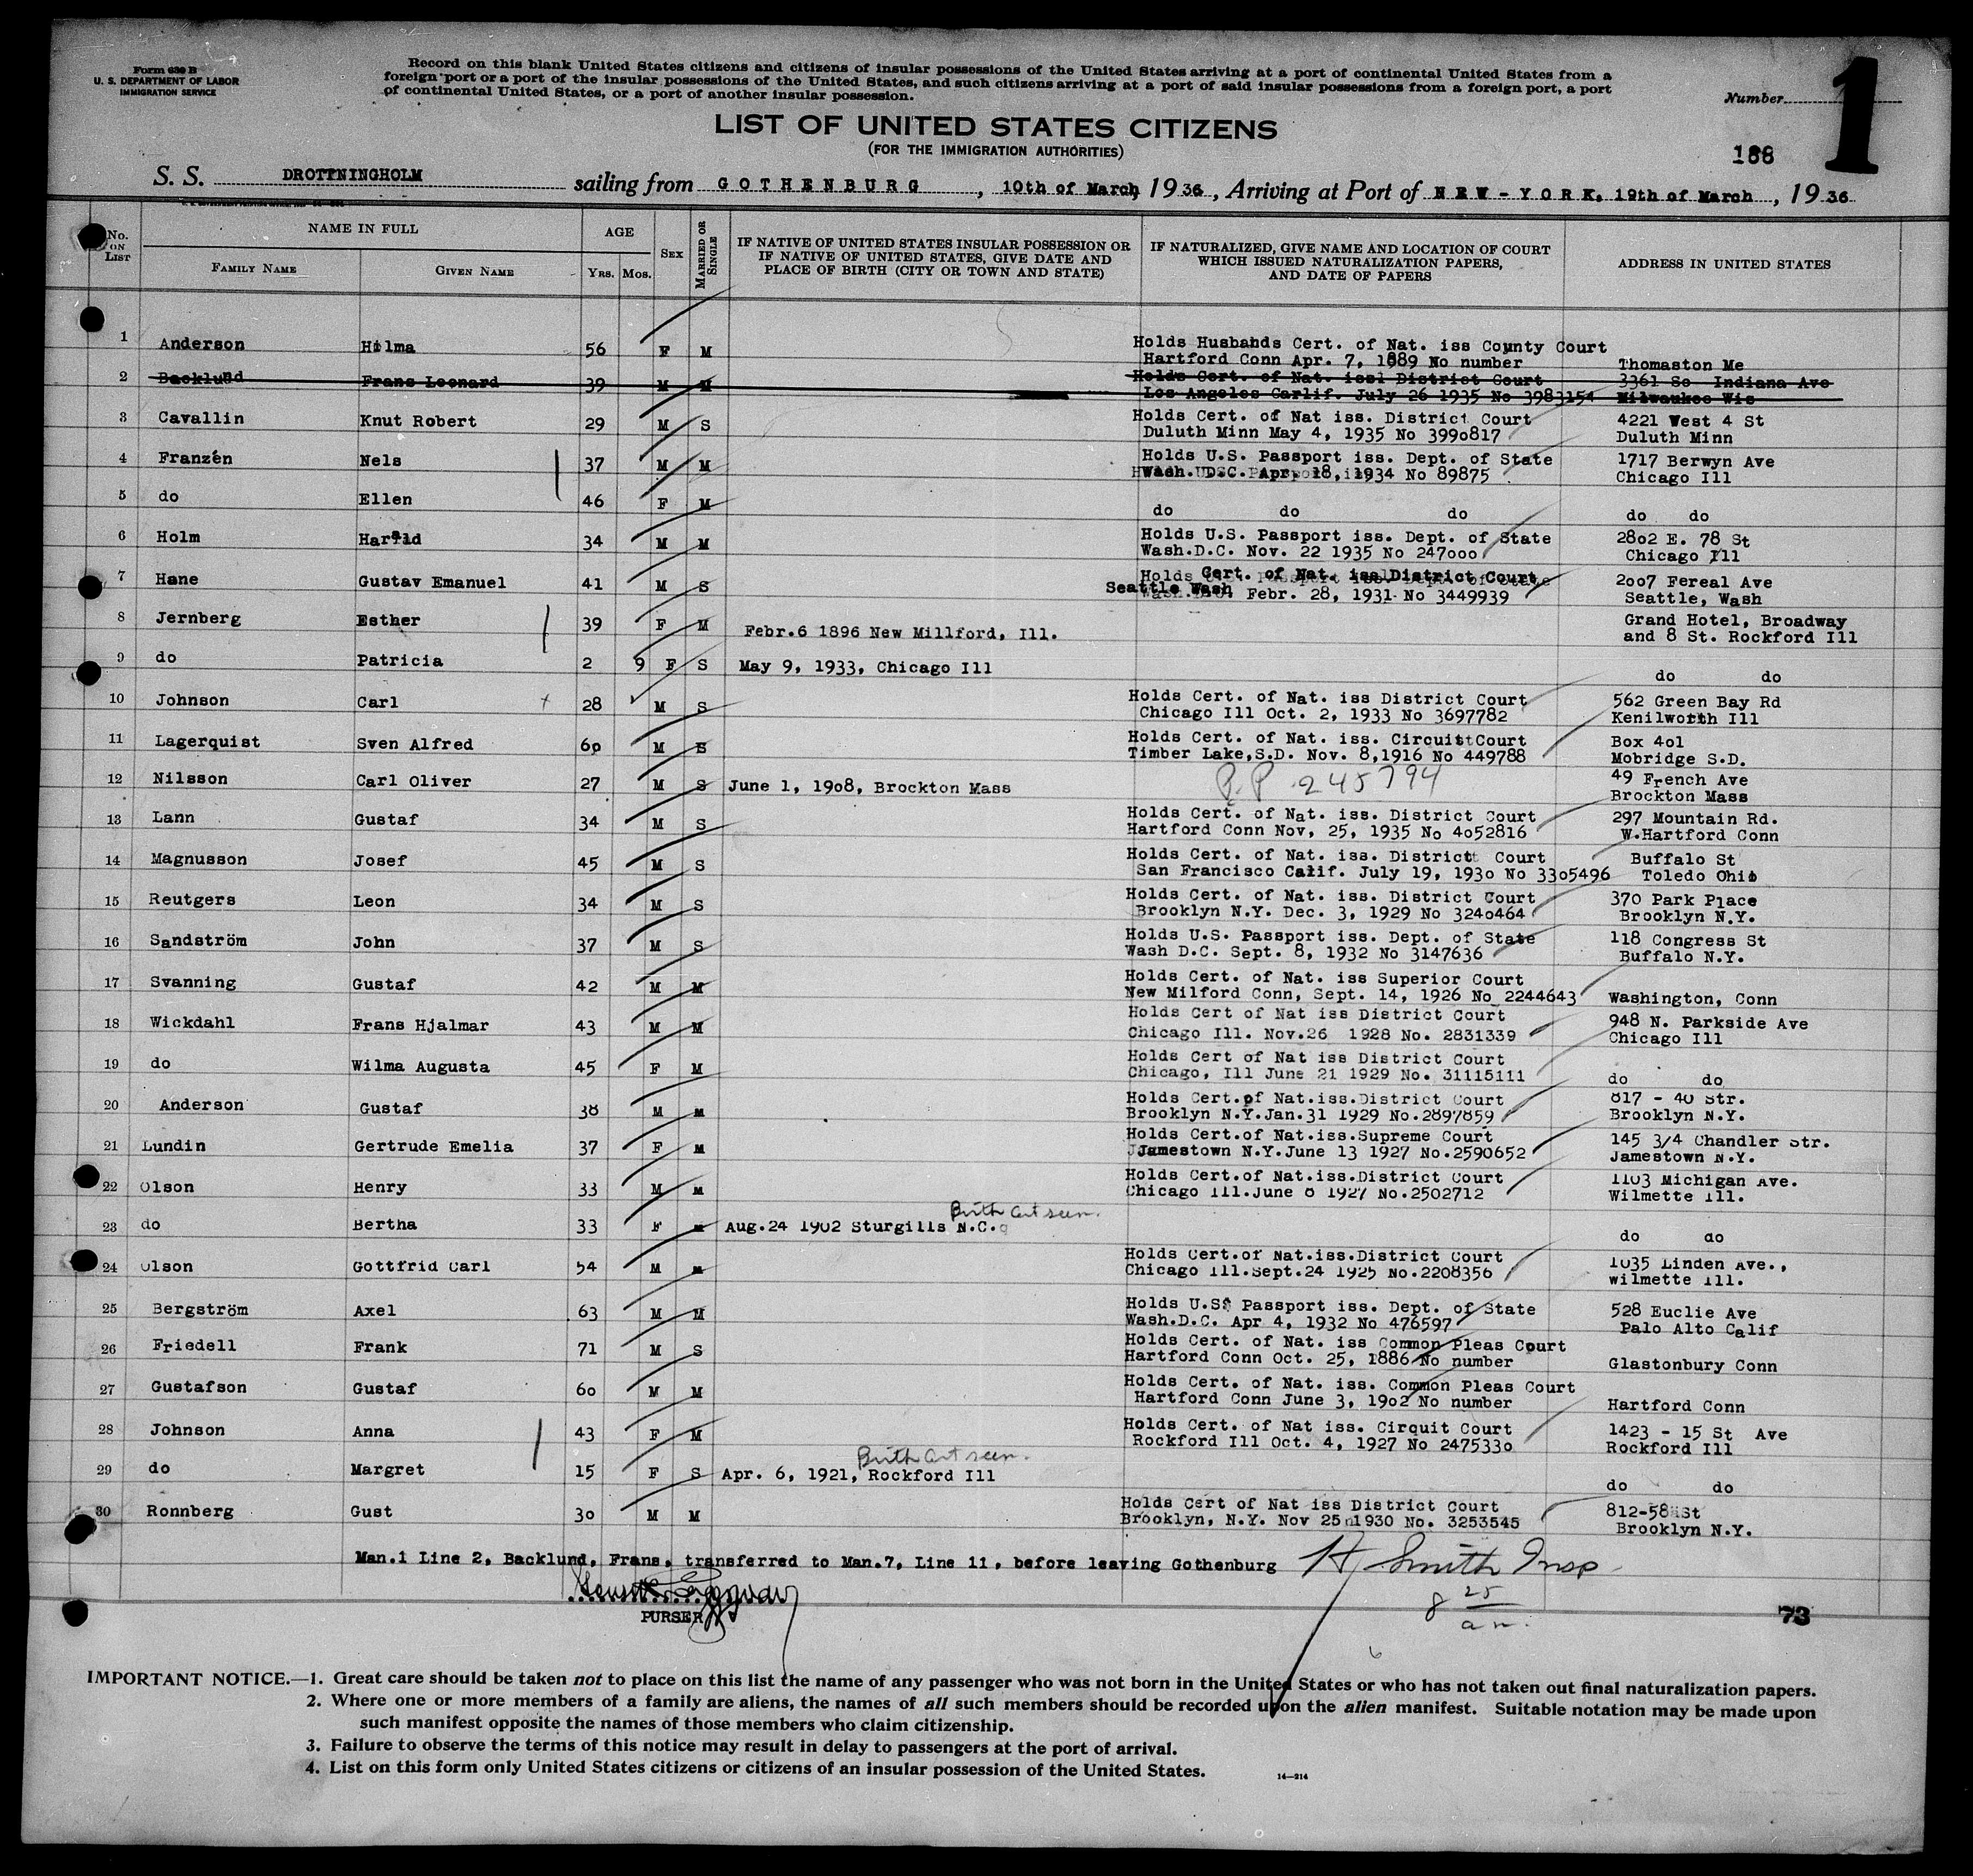 Form 630 B
U. S. DEPARTMENT OF LABOR
IMMIGRATION SERVICE
Record on this blank United States citizens and citizens of insular possessions of the United States arriving at a port of continental United States from a
foreign port or a port of the insular possessions of the United States, and such citizens arriving at a port of said insular possessions from a foreign port, a port
of continental United States, or a port of another insular possession.
Number
1
LIST OF UNITED STATES CITIZENS
(FOR THE IMMIGRATION AUTHORITIES)
188
S. S. DROTTNINGHOLM sailing from GOTHENBURG, 10th of March, 19 36, Arriving at Port of NEW-YORK, 19th of March, 19 36
No. ON LIST NAME IN FULL FAMILY NAME GIVEN NAME AGE YRS. MOS. SEX MARRIED OR SINGLE
IF NATIVE OF UNITED STATES INSULAR POSSESSION OR
IF NATIVE OF UNITED STATES, GIVE DATE AND
PLACE OF BIRTH (CITY OR TOWN AND STATE)
IF NATURALIZED, GIVE NAME AND LOCATION OF COURT
WHICH ISSUED NATURALIZATION PAPERS,
AND DATE OF PAPERS
ADDRESS IN UNITED STATES
1 Anderson Hilma 56 F M Holds Husbands Cert. of Nat. iss County Court
Hartford Conn Apr. 7, 1889 No number Thomaston Me
2 Backlund Frans Leonard 39 M M Holds Cert. of Nat. issl District Court 3361 So Indiana Ave
Los Angeles Carlif. July 26 1935 No 3983154 Milwaukee Wis
3 Cavallin Knut Robert 29 M S Holds Cert. of Nat iss. District Court 4221 West 4 St
Duluth Minn May 4, 1935 No 3990817 Duluth Minn
4 Franzén Nels 37 M M Holds U.S. Passport iss. Dept. of State 1717 Berwyn Ave
Wash. D.C. Apr. 18, 1934 No 89875 Chicago Ill
5 do Ellen 46 F M do do do do do
6 Holm Harald 34 M M Holds U.S. Passport iss. Dept. of State 2802 E. 78 St
Wash.D.C. Nov. 22 1935 No 247000 Chicago Ill
7 Hane Gustav Emanuel 41 M S Holds Cert. of Nat. iss District Court 2007 Fereal Ave
Seattle Wash Febr. 28, 1931 No 3449939 Seattle, Wash
8 Jernberg Esther 39 F M Febr.6 1896 New Millford, Ill. Grand Hotel, Broadway
and 8 St. Rockford Ill
9 do Patricia 2 9 F S May 9, 1933, Chicago Ill do do
10 Johnson Carl 28 M S Holds Cert. of Nat. iss District Court 562 Green Bay Rd
Chicago Ill Oct. 2, 1933 No 3697782 Kenilworth Ill
11 Lagerquist Sven Alfred 60 M S Holds Cert. of Nat. iss. Circuit Court Box 401
Timber Lake,S.D. Nov. 8,1916 No 449788 Mobridge S.D.
12 Nilsson Carl Oliver 27 M S June 1, 1908, Brockton Mass P.P 245794 49 French Ave
Brockton Mass
13 Lann Gustaf 34 M S Holds Cert. of Nat. iss. District Court 297 Mountain Rd.
Hartford Conn Nov, 25, 1935 No 4052816 W.Hartford Conn
14 Magnusson Josef 45 M S Holds Cert. of Nat. iss. District Court Buffalo St
San Francisco Calif. July 19, 1930 No 3305496 Toledo Ohio
15 Reutgers Leon 34 M S Holds Cert. of Nat. iss. District Court 370 Park Place
Brooklyn N.Y. Dec. 3, 1929 No 3240464 Brooklyn N.Y.
16 Sandström John 37 M S Holds U.S. Passport iss. Dept. of State 118 Congress St
Wash D.C. Sept. 8, 1932 No 3147636 Buffalo N.Y.
17 Svanning Gustaf 42 M M Holds Cert. of Nat. iss Superior Court
New Milford Conn, Sept. 14, 1926 No 2244643 Washington, Conn
18 Wickdahl Frans Hjalmar 43 M M Holds Cert of Nat iss District Court 948 N. Parkside Ave
Chicago Ill. Nov.26 1928 No. 2831339 Chicago Ill
19 do Wilma Augusta 45 F M Holds Cert of Nat iss District Court
Chicago, Ill June 21 1929 No. 31115111 do do
20 Anderson Gustaf 38 M m Holds Cert.of Nat.iss.District Court 817 - 40 Str.
Brooklyn N.Y.Jan.31 1929 No.2897859 Brooklyn N.Y.
21 Lundin Gertrude Emelia 37 F m Holds Cert.of Nat.iss.Supreme Court 145 3/4 Chandler Str.
Jamestown N.Y.June 13 1927 No.2590652 Jamestown N.Y.
22 Olson Henry 33 M m Holds Cert.of Nat.iss.District Court 1103 Michigan Ave.
Chicago Ill.June 8 1927 No.2502712 Wilmette Ill.
Birth Cert seen.
23 do Bertha 33 F m Aug.24 1902 Sturgills N.C. do do
24 Olson Gottfrid Carl 54 M m Holds Cert.of Nat.iss.District Court 1035 Linden Ave.,
Chicago Ill.Sept.24 1925 No.2208356 Wilmette Ill.
25 Bergström Axel 63 M M Holds U.S. Passport iss. Dept. of State 528 Euclie Ave
Wash.D.C. Apr 4, 1932 No 476597 Palo Alto Calif
26 Friedell Frank 71 M S Holds Cert. of Nat. iss Common Pleas Court
Hartford Conn Oct. 25, 1886 No number Glastonbury Conn
27 Gustafson Gustaf 60 M M Holds Cert. of Nat. iss. Common Pleas Court
Hartford Conn June 3, 1902 No number Hartford Conn
28 Johnson Anna 43 F M Holds Cert. of Nat iss. Cirquit Court 1423 - 15 St Ave
Rockford Ill Oct. 4, 1927 No 2475330 Rockford Ill
Birth Cert seen.
29 do Margret 15 F S Apr. 6, 1921, Rockford Ill do do
30 Ronnberg Gust 30 M M Holds Cert of Nat iss District Court 812-58 St
Brooklyn, N.Y. Nov 25 1930 No. 3253545 Brooklyn N.Y.
Man.1 Line 2, Backlund, Frans, transferred to Man.7, Line 11, before leaving Gothenburg H Smith Insp
PURSER
8 25 am.
73
IMPORTANT NOTICE.—1. Great care should be taken not to place on this list the name of any passenger who was not born in the United States or who has not taken out final naturalization papers.
2. Where one or more members of a family are aliens, the names of all such members should be recorded upon the alien manifest. Suitable notation may be made upon
such manifest opposite the names of those members who claim citizenship.
3. Failure to observe the terms of this notice may result in delay to passengers at the port of arrival.
4. List on this form only United States citizens or citizens of an insular possession of the United States.
14—214